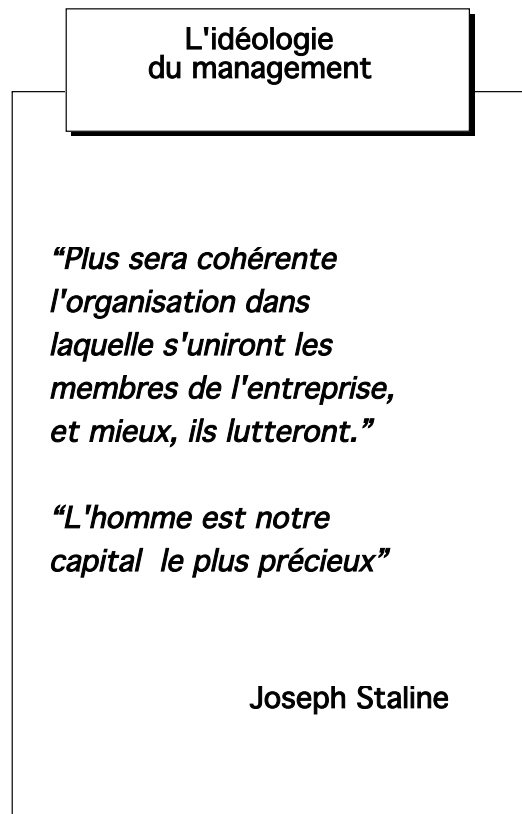 L'idéologie
du management
“Plus sera cohérente
l'organisation dans
laquelle s'uniront les
membres de l'entreprise,
et mieux, ils lutteront.”
“L'homme est notre
capital le plus précieux”
Joseph Staline